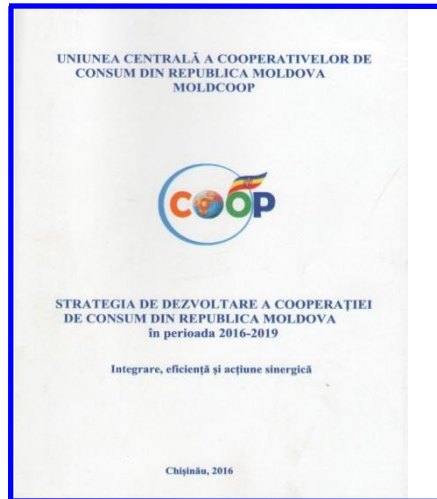 UNIUNEA CENTRALĂ A COOPERATIVELOR DE
CONSUM DIN REPUBLICA MOLDOVA
MOLDCOOP
COOP
STRATEGIA DE DEZVOLTARE A COOPERAȚIEI
DE CONSUM DIN REPUBLICA MOLDOVA
în perioada 2016-2019
Integrare, eficiență și acțiune sinergică
Chișinău, 2016